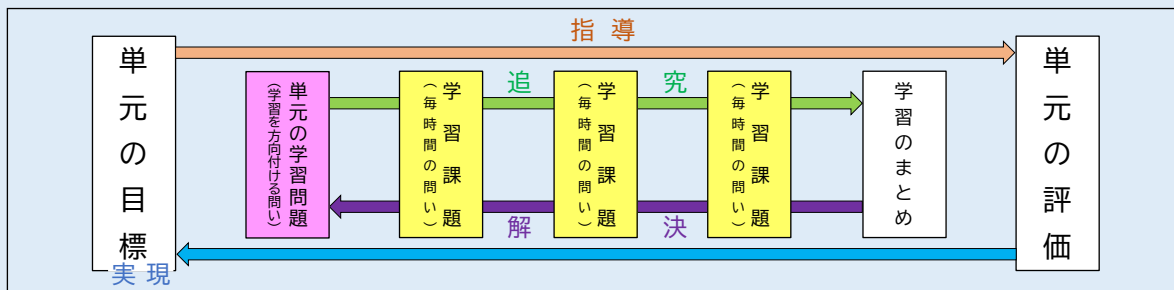 指導
単元の目標
単元の学習問題
（学習を方向付ける問い）
学習課題
（毎時間の問い）
追
学習課題
（毎時間の問い）
究
学習課題
（毎時間の問い）
学習のまとめ
単元の評価
解
決
実現